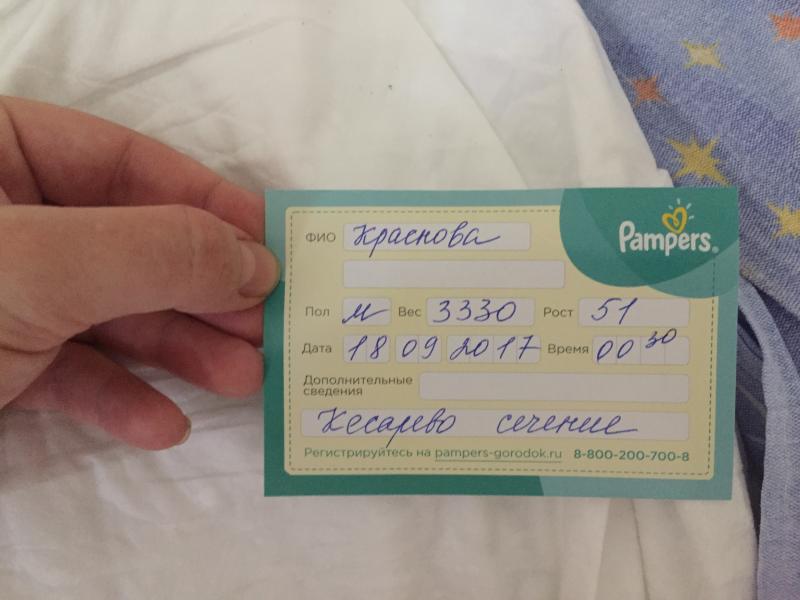 Pampers®
ФИО Краснова
Пол м Вес 3330 Рост 51
Дата 18 09 2017 Время 00 30
Дополнительные
сведения
Кесарево сечение
Регистрируйтесь на pampers-gorodok.ru 8-800-200-700-8